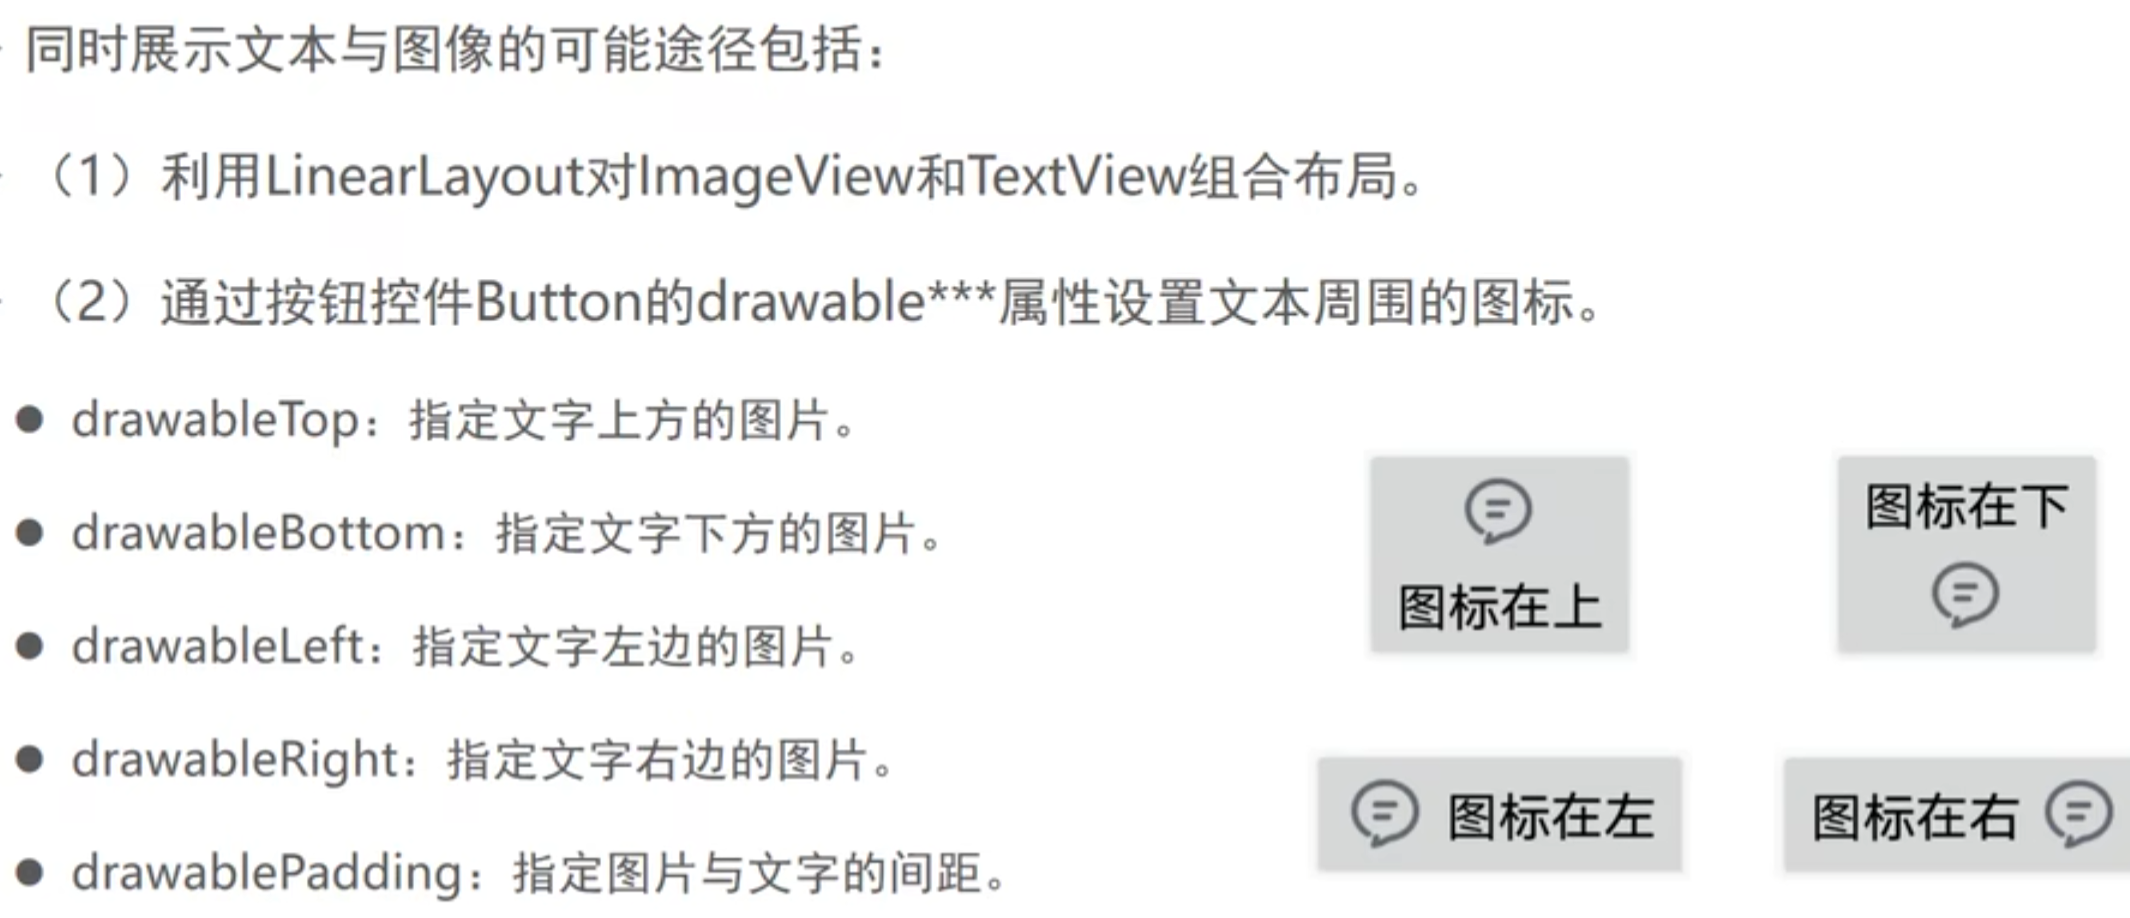 同时展示文本与图像的可能途径包括：
（1）利用LinearLayout对ImageView和TextView组合布局。
（2）通过按钮控件Button的drawable***属性设置文本周围的图标。
● drawableTop：指定文字上方的图片。
● drawableBottom：指定文字下方的图片。
● drawableLeft：指定文字左边的图片。
● drawableRight：指定文字右边的图片。
● drawablePadding：指定图片与文字的间距。
图标在上
图标在下
图标在左
图标在右